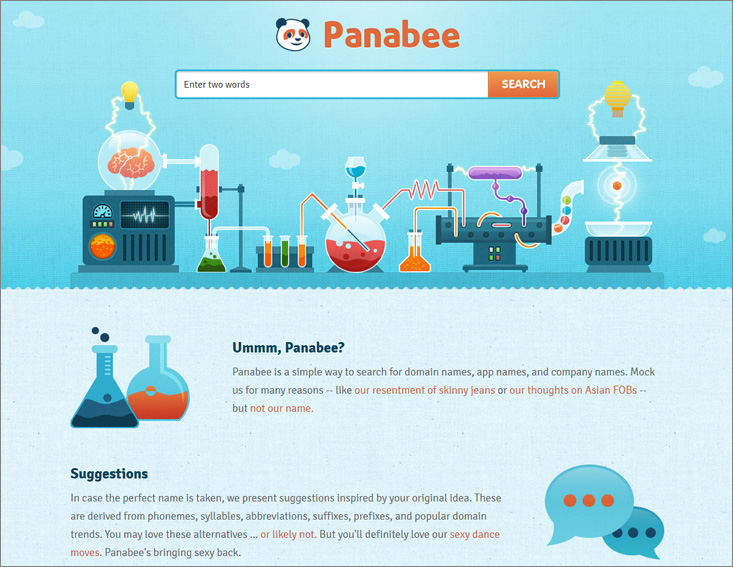 Panabee
Enter two words
SEARCH
Ummm, Panabee?
Panabee is a simple way to search for domain names, app names, and company names. Mock
us for many reasons -- like our resentment of skinny jeans or our thoughts on Asian FOBs --
but not our name.
Suggestions
In case the perfect name is taken, we present suggestions inspired by your original idea. These
are derived from phonemes, syllables, abbreviations, suffixes, prefixes, and popular domain
trends. You may love these alternatives ... or likely not. But you'll definitely love our sexy dance
moves. Panabee's bringing sexy back.